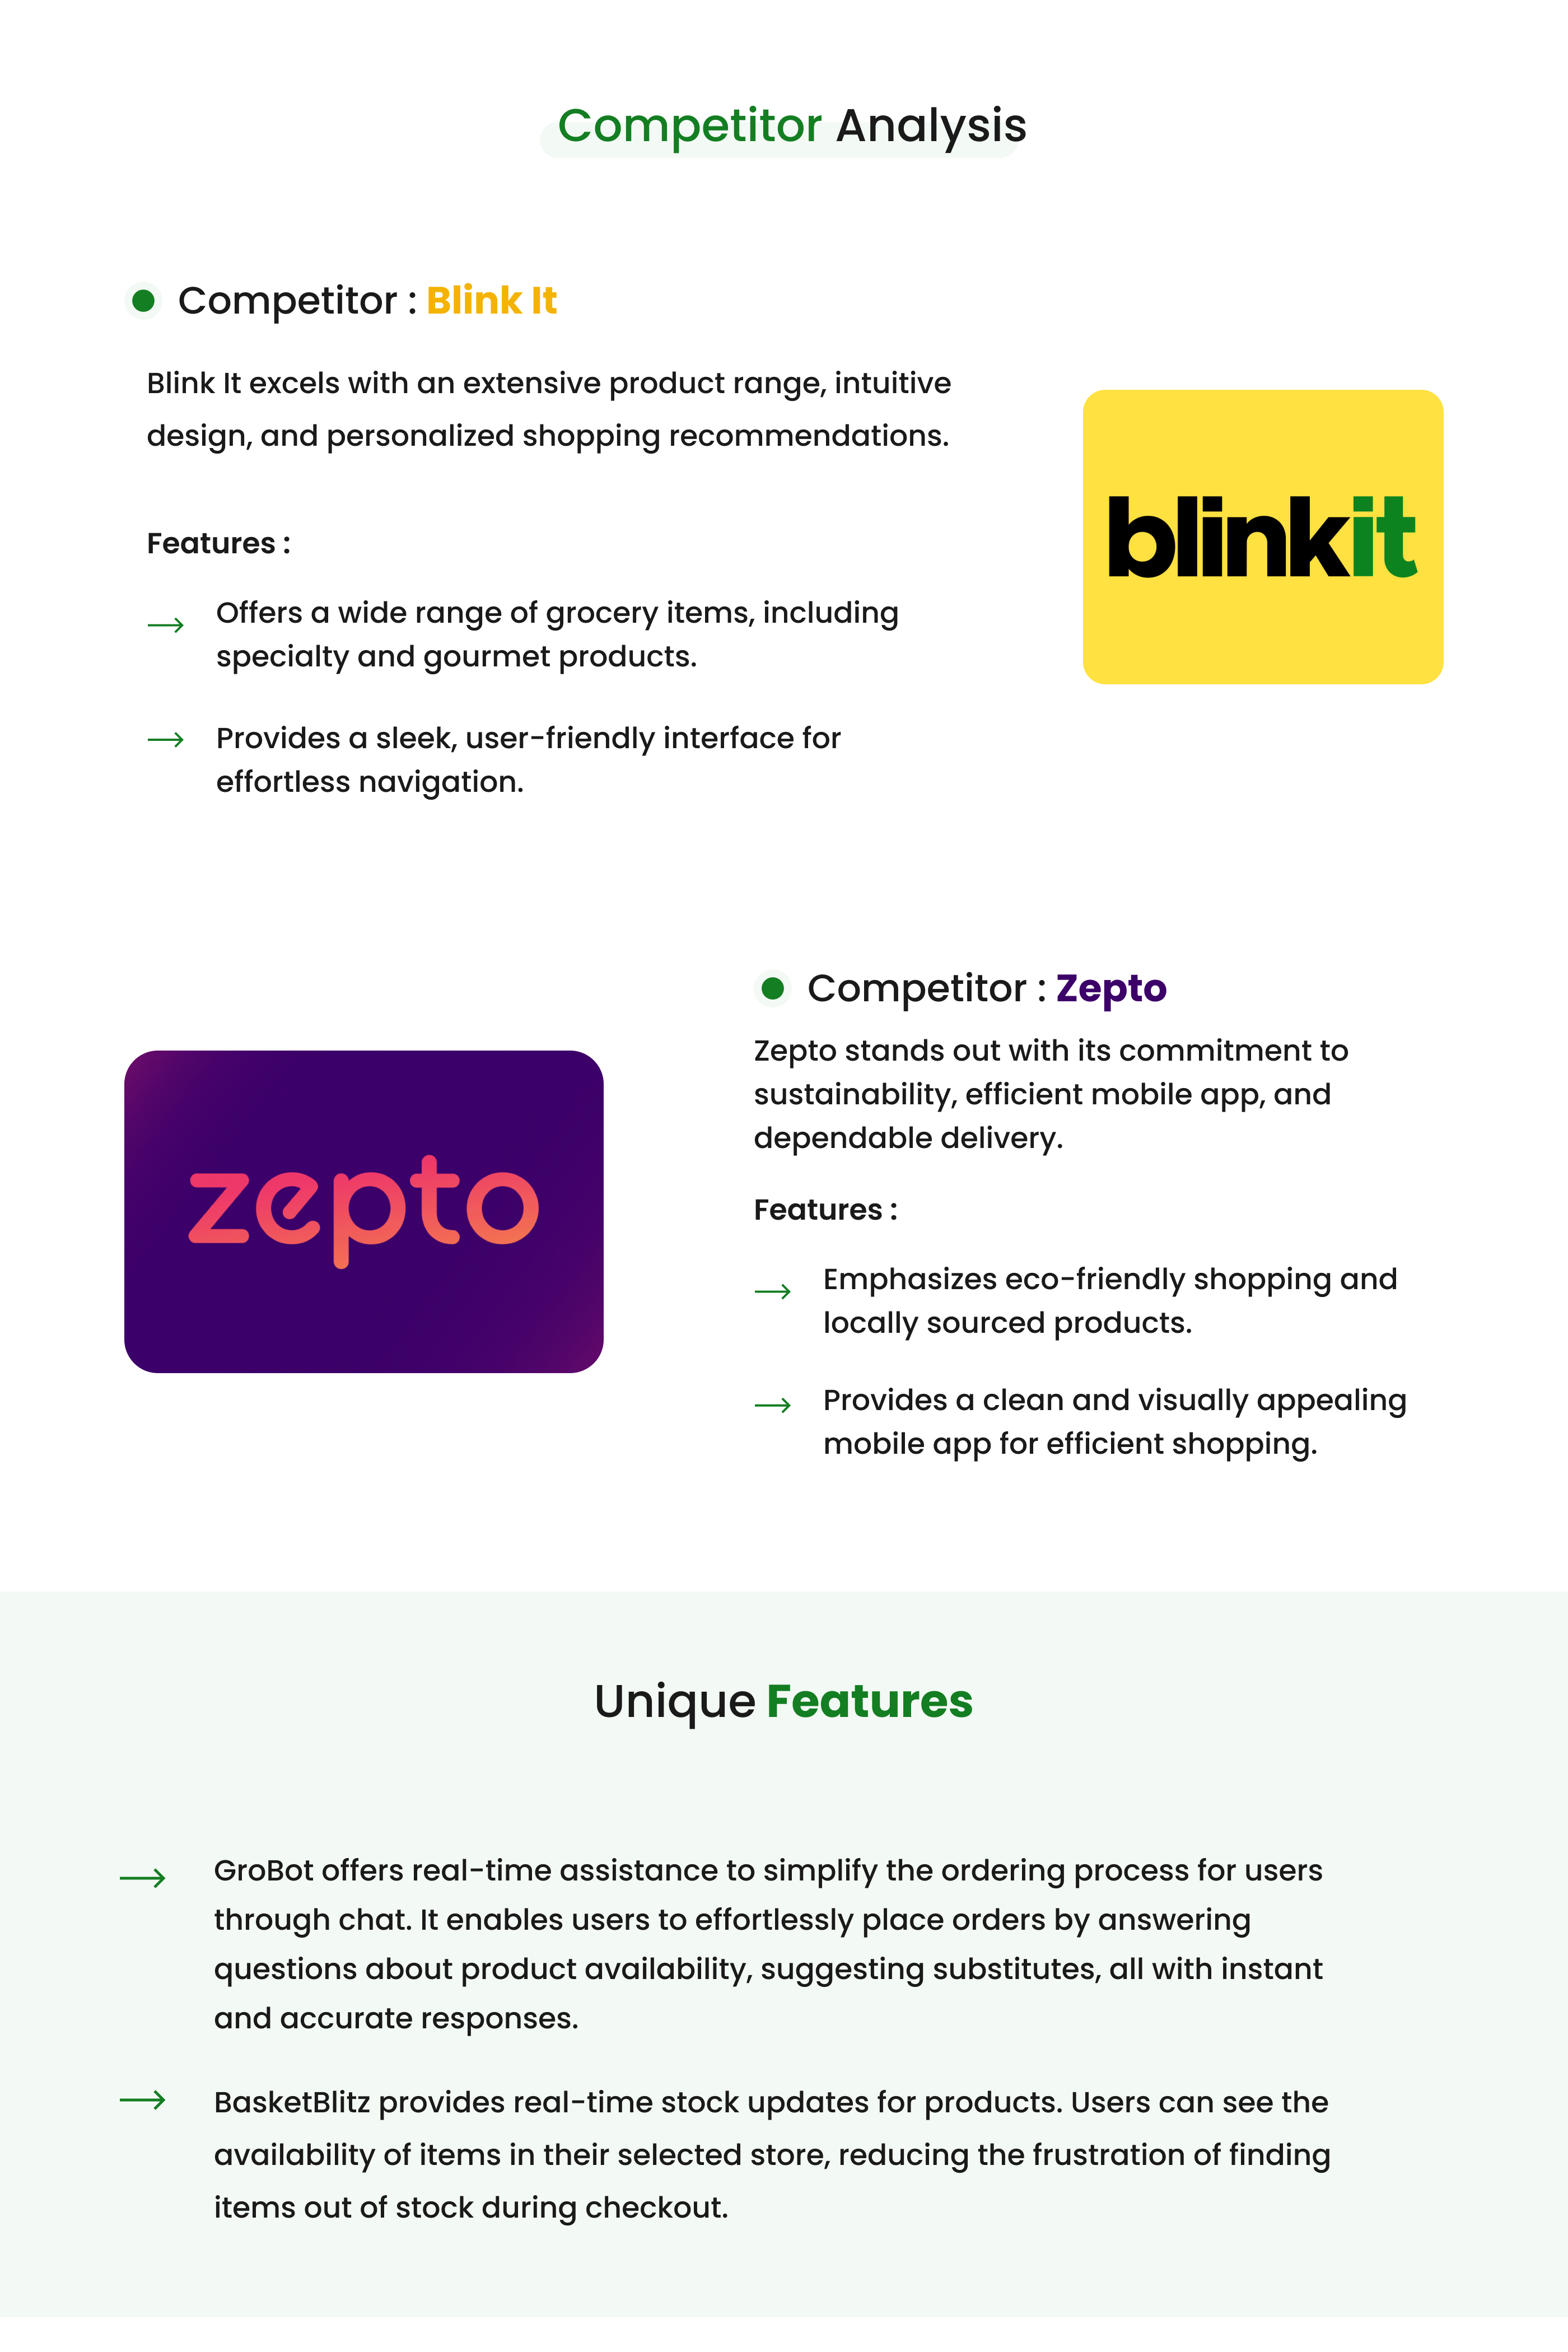 Competitor Analysis
Competitor : Blink It
Blink It excels with an extensive product range, intuitive
design, and personalized shopping recommendations.
Features :
Offers a wide range of grocery items, including
specialty and gourmet products.
Provides a sleek, user-friendly interface for
effortless navigation.
blinkit
Competitor : Zepto
Zepto stands out with its commitment to
sustainability, efficient mobile app, and
dependable delivery.
Features :
Emphasizes eco-friendly shopping and
locally sourced products.
Provides a clean and visually appealing
mobile app for efficient shopping.
zepto
Unique Features
GroBot offers real-time assistance to simplify the ordering process for users
through chat. It enables users to effortlessly place orders by answering
questions about product availability, suggesting substitutes, all with instant
and accurate responses.
BasketBlitz provides real-time stock updates for products. Users can see the
availability of items in their selected store, reducing the frustration of finding
items out of stock during checkout.